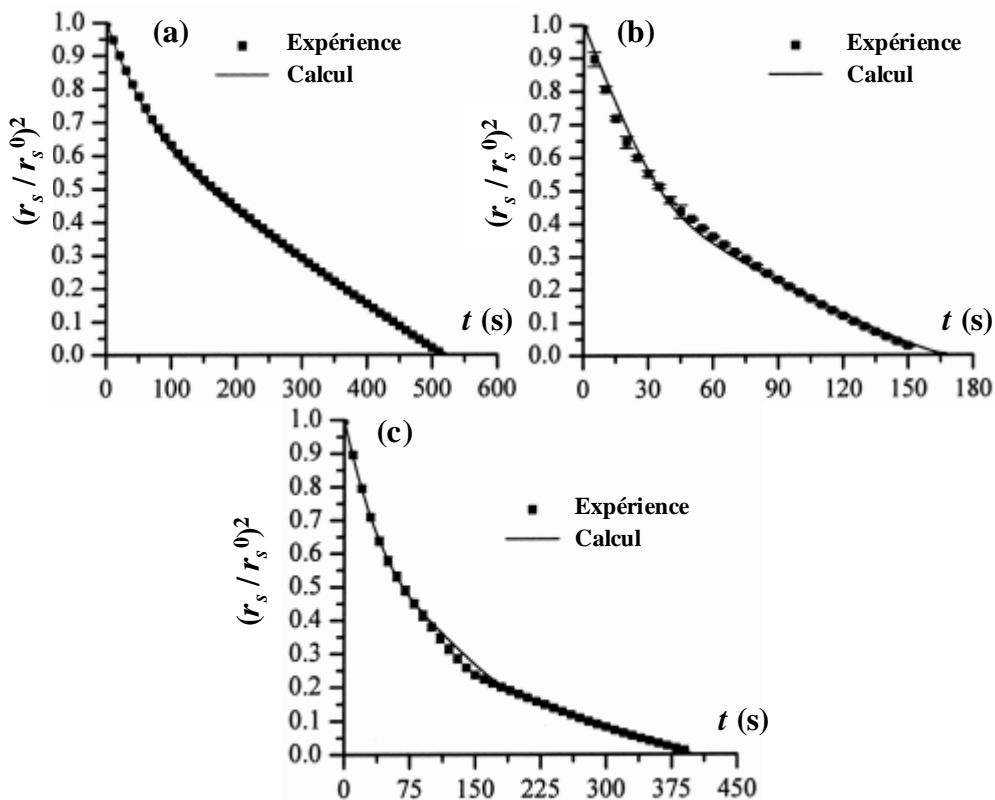 (a)
1.0
0.9
0.8
0.7
0.6
0.5
0.4
0.3
0.2
0.1
0.0
(r_s / r_s^0)^2
Expérience
Calcul
t (s)
0 100 200 300 400 500 600
(b)
1.0
0.9
0.8
0.7
0.6
0.5
0.4
0.3
0.2
0.1
0.0
(r_s / r_s^0)^2
Expérience
Calcul
t (s)
0 30 60 90 120 150 180
(c)
1.0
0.9
0.8
0.7
0.6
0.5
0.4
0.3
0.2
0.1
0.0
(r_s / r_s^0)^2
Expérience
Calcul
t (s)
0 75 150 225 300 375 450